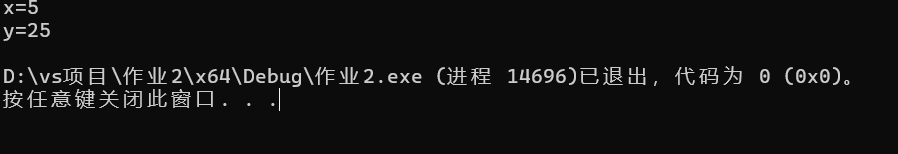 x=5
y=25
D:\vs项目\作业2\x64\Debug\作业2.exe (进程 14696)已退出，代码为 0 (0x0)。
按任意键关闭此窗口. . .